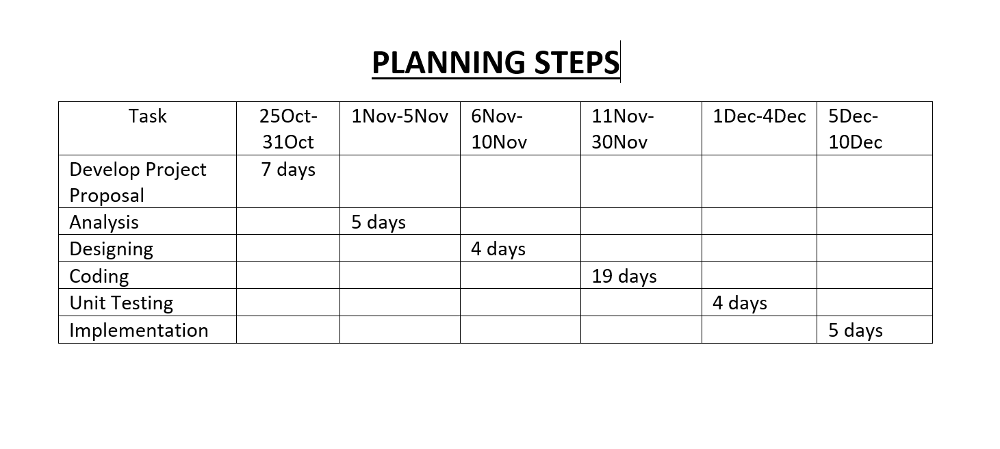 PLANNING STEPS
Task 25Oct- 1Nov-5Nov 6Nov- 11Nov- 1Dec-4Dec 5Dec-
31Oct 10Nov 30Nov 10Dec
Develop Project 7 days
Proposal
Analysis 5 days
Designing 4 days
Coding 19 days
Unit Testing 4 days
Implementation 5 days